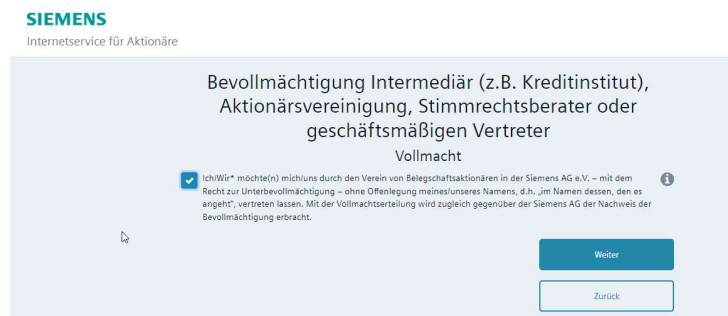 SIEMENS
Internetservice für Aktionäre
Bevollmächtigung Intermediär (z.B. Kreditinstitut),
Aktionärsvereinigung, Stimmrechtsberater oder
geschäftsmäßigen Vertreter
Vollmacht
Ich/Wir* möchte(n) mich/uns durch den Verein von Belegschaftsaktionären in der Siemens AG e.V. – mit dem
Recht zur Unterbevollmächtigung – ohne Offenlegung meines/unseres Namens, d.h. „im Namen dessen, den es
angeht“, vertreten lassen. Mit der Vollmachtserteilung wird zugleich gegenüber der Siemens AG der Nachweis der
Bevollmächtigung erbracht.
Weiter
Zurück